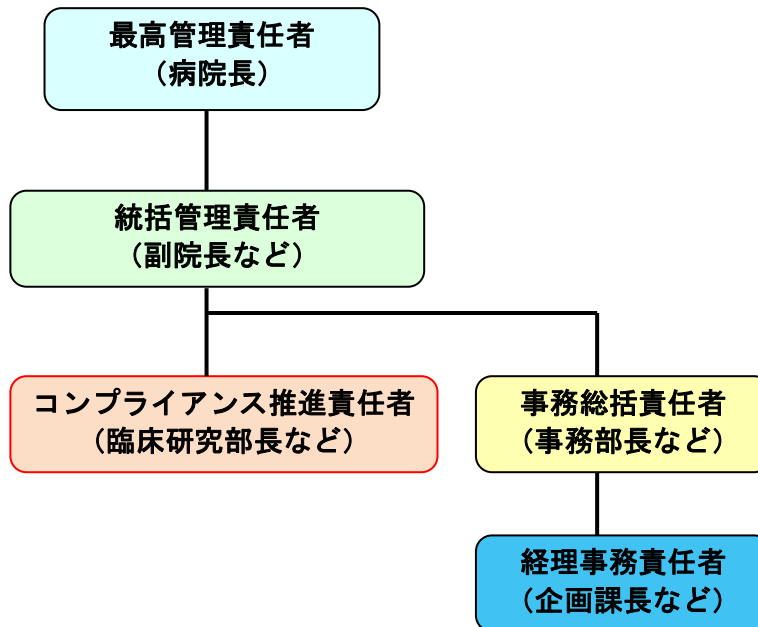 最高管理責任者
（病院長）
統括管理責任者
（副院長など）
コンプライアンス推進責任者
（臨床研究部長など）
事務総括責任者
（事務部長など）
経理事務責任者
（企画課長など）